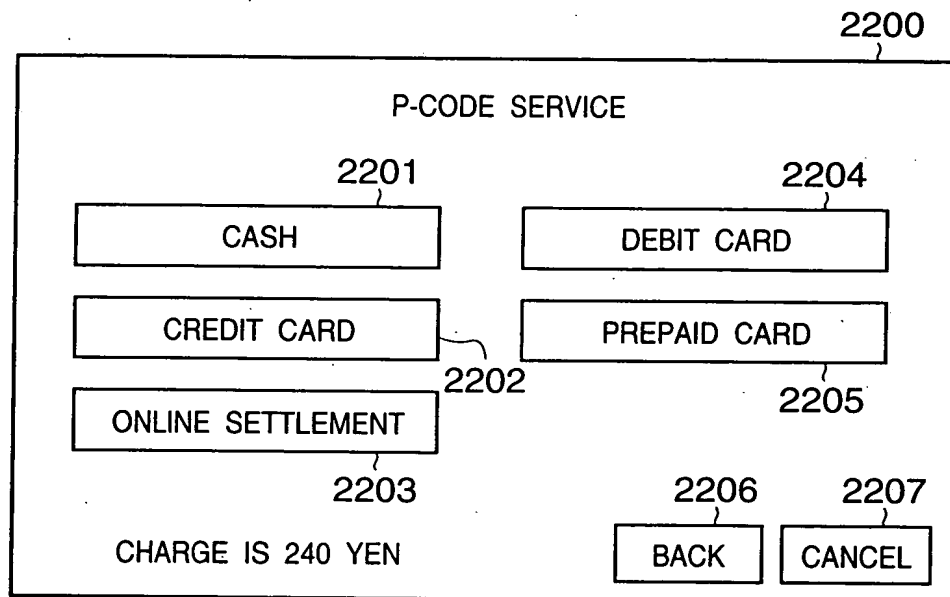 2200
P-CODE SERVICE
2201
2204
CASH
DEBIT CARD
CREDIT CARD
PREPAID CARD
2202
2205
ONLINE SETTLEMENT
2203
2206
2207
CHARGE IS 240 YEN
BACK
CANCEL